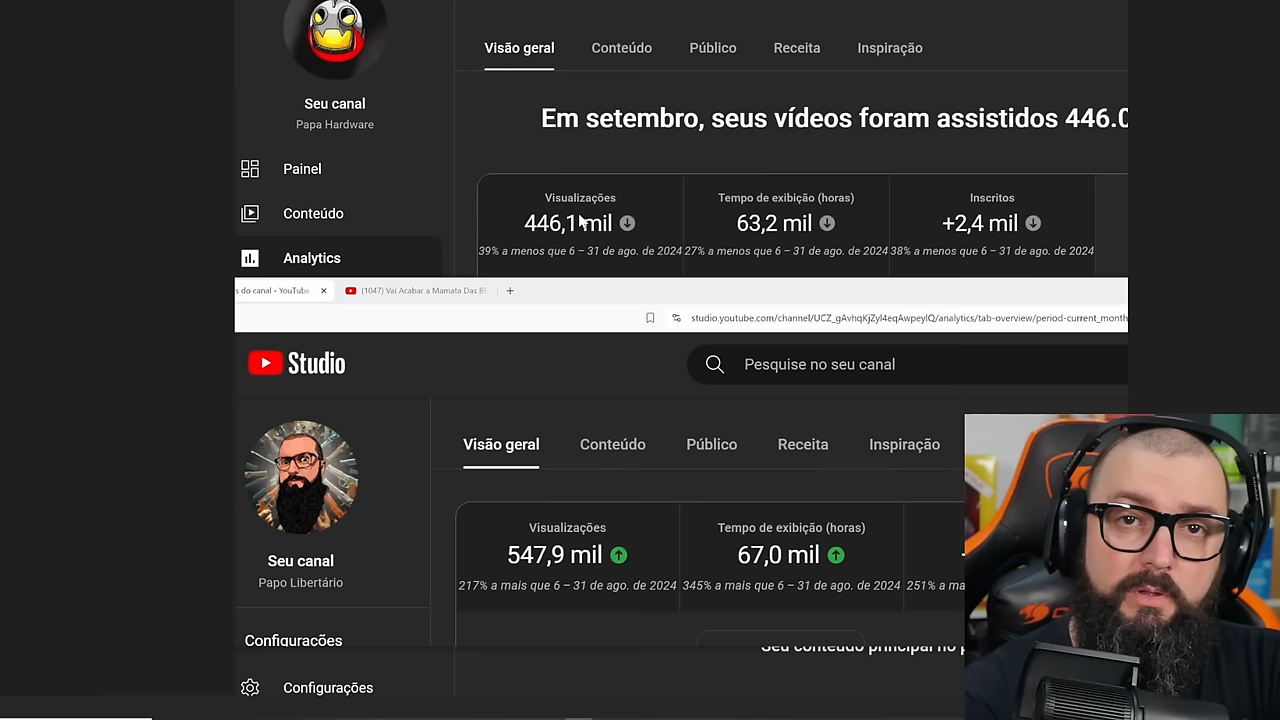 Visão geral
Conteúdo
Público
Receita
Inspiração
Seu canal
Papa Hardware
Em setembro, seus vídeos foram assistidos 446.0
Painel
Conteúdo
Analytics
Visualizações
446,1 mil
39% a menos que 6 – 31 de ago. de 2024
Tempo de exibição (horas)
63,2 mil
27% a menos que 6 – 31 de ago. de 2024
Inscritos
+2,4 mil
38% a menos que 6 – 31 de ago. de 2024
s do canal - YouTube
(1047) Vai Acabar a Mamata Das
studio.youtube.com/channel/UCZ_gAvhqKjZyl4eqAwpeylQ/analytics/tab-overview/period-current_month
Studio
Pesquise no seu canal
Visão geral
Conteúdo
Público
Receita
Inspiração
Seu canal
Papo Libertário
Visualizações
547,9 mil
217% a mais que 6 – 31 de ago. de 2024
Tempo de exibição (horas)
67,0 mil
345% a mais que 6 – 31 de ago. de 2024
251% a ma
Configurações
Seu conteúdo principal no p
Configurações